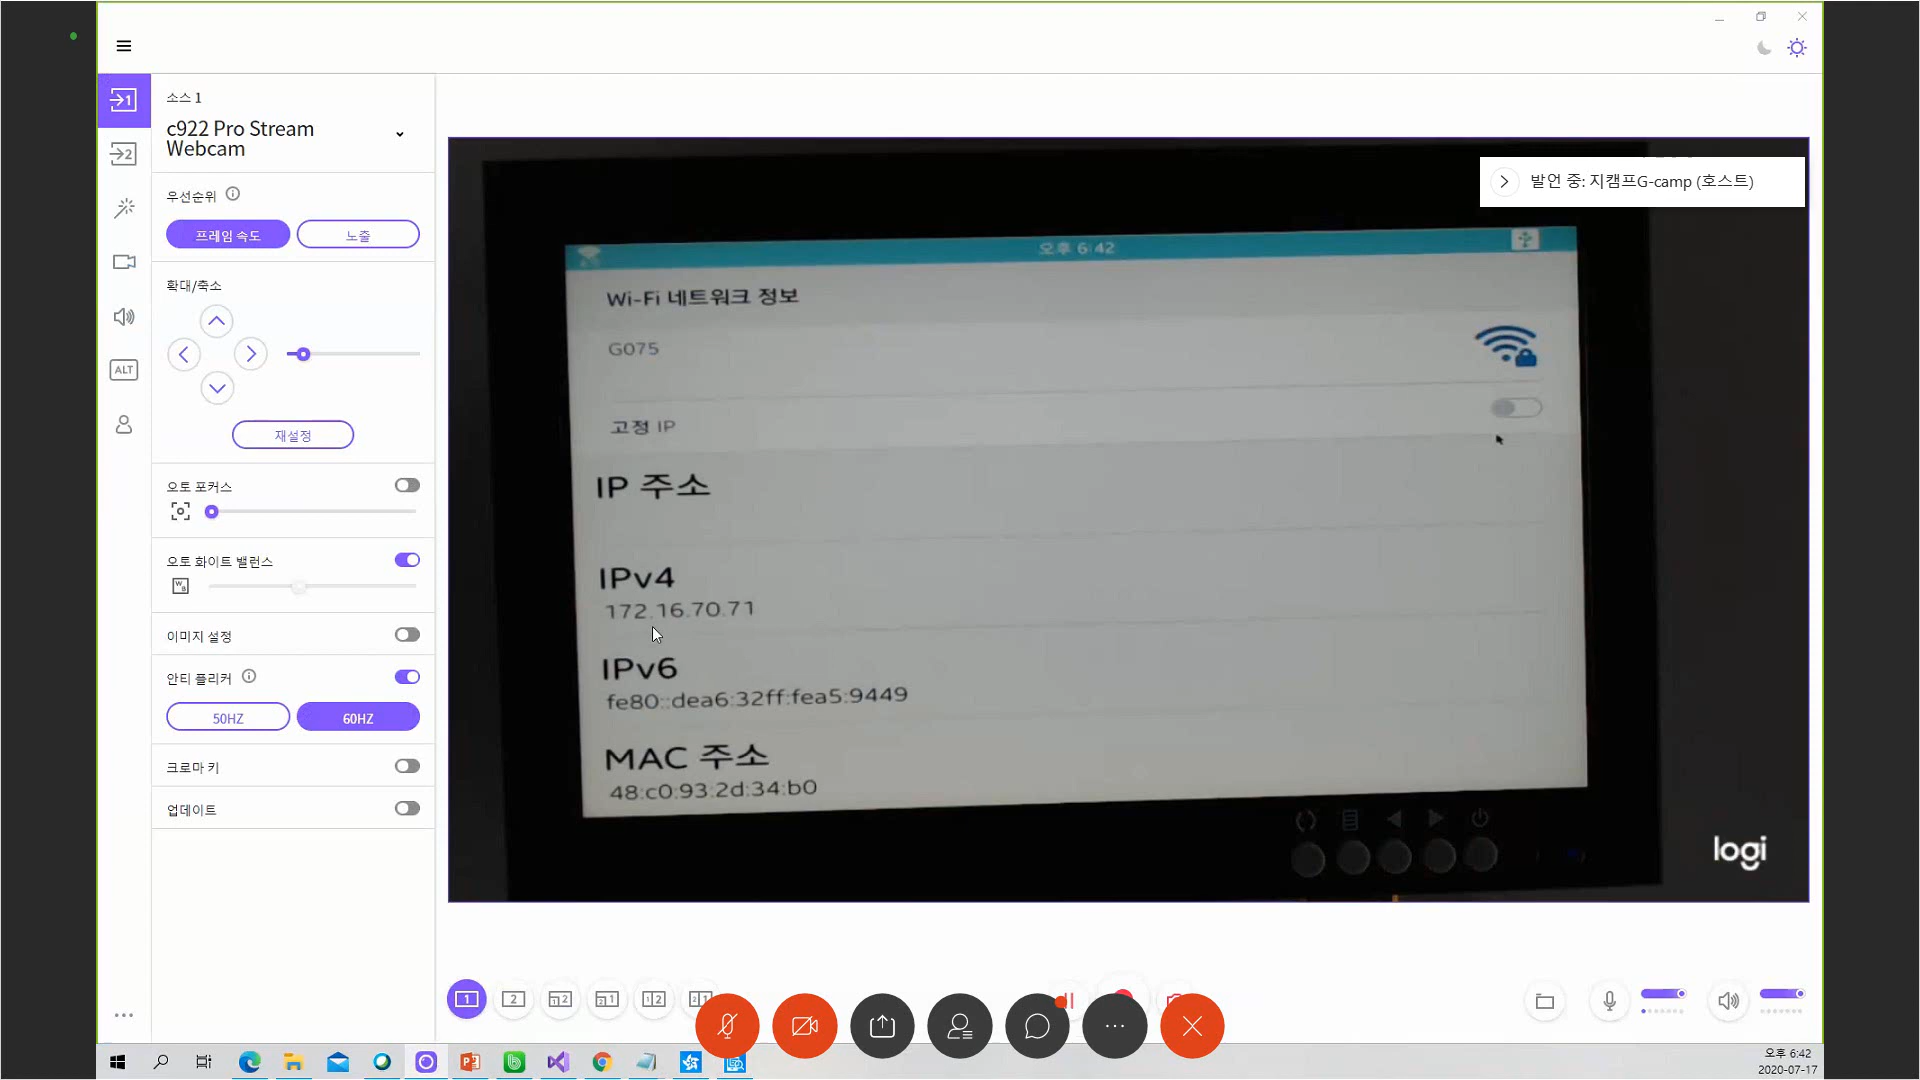 소스 1
c922 Pro Stream
Webcam
우선순위
프레임 속도
노출
확대/축소
재설정
오토 포커스
오토 화이트 밸런스
이미지 설정
안티 플리커
50HZ
60HZ
크로마 키
업데이트
ALT
발언 중: 지캠프G-camp (호스트)
오후 6:42
Wi-Fi 네트워크 정보
G075
고정 IP
IP 주소
IPv4
172.16.70.71
IPv6
fe80::dea6:32ff:fea5:9449
MAC 주소
48:c0:93:2d:34:b0
logi
오후 6:42
2020-07-17